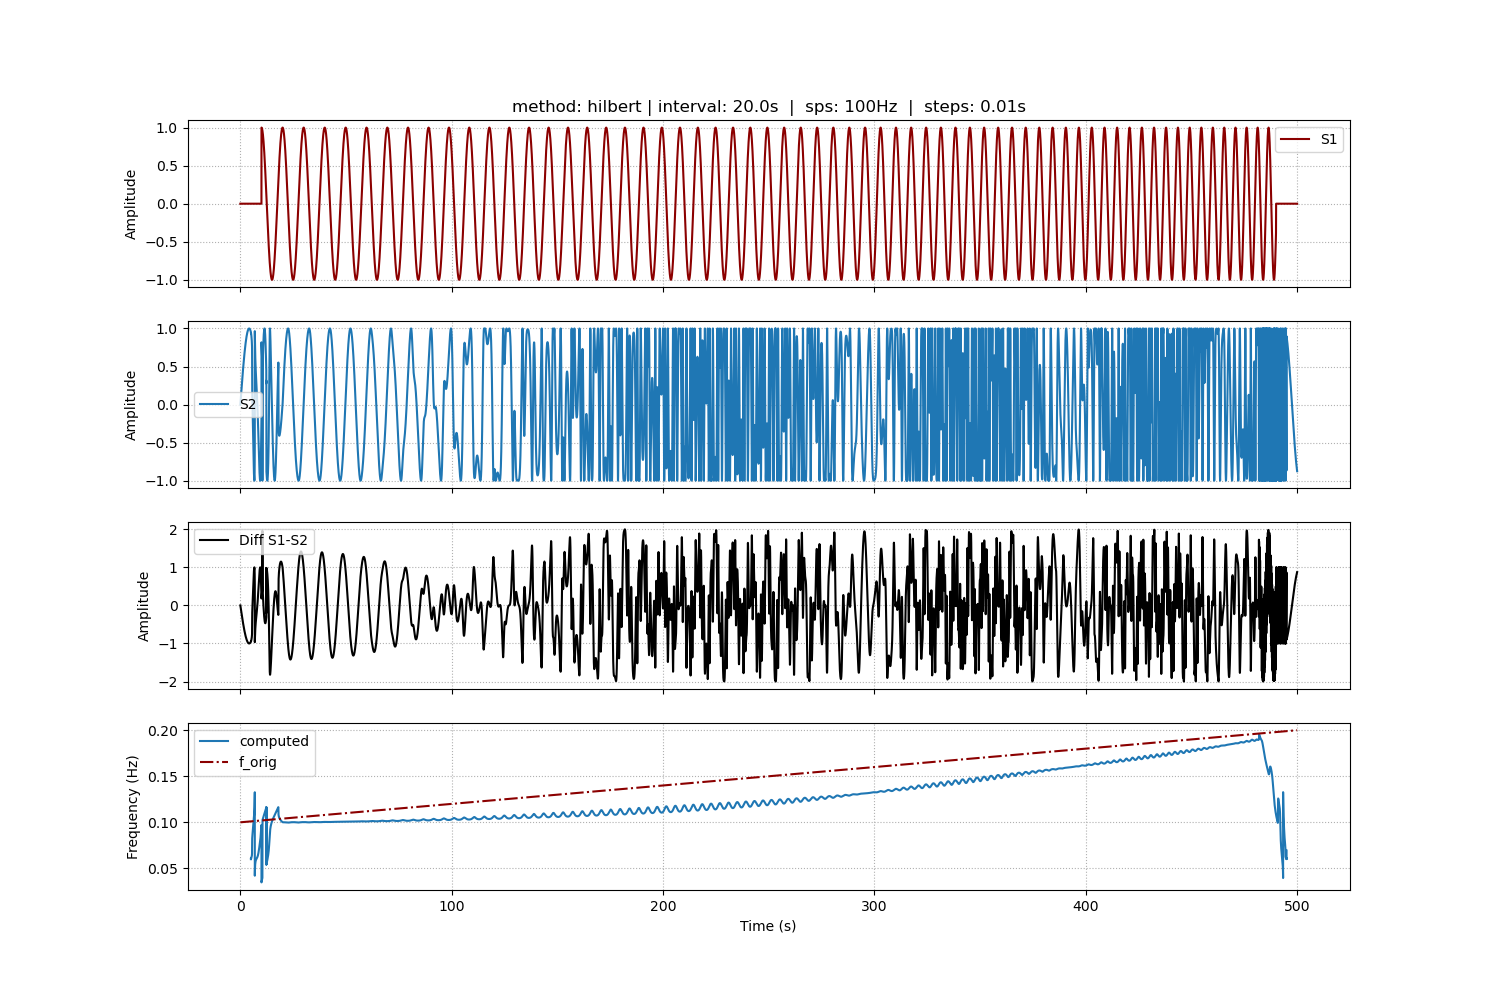 method: hilbert | interval: 20.0s  |  sps: 100Hz  |  steps: 0.01s
1.0
0.5
0.0
−0.5
−1.0
Amplitude
S1
1.0
0.5
0.0
−0.5
−1.0
Amplitude
S2
2
1
0
−1
−2
Amplitude
Diff S1-S2
0.20
0.15
0.10
0.05
Frequency (Hz)
computed
f_orig
0
100
200
300
400
500
Time (s)